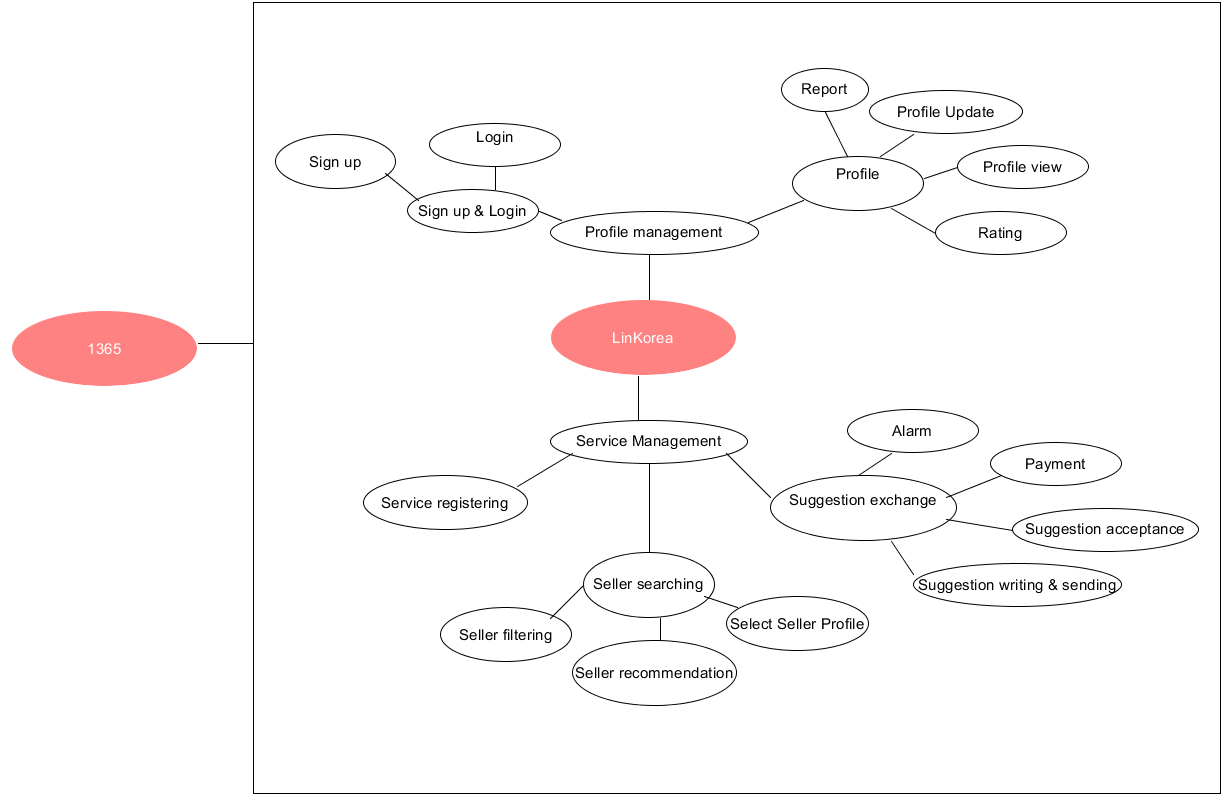 Report
Profile Update
Login
Sign up
Profile view
Profile
Sign up & Login
Profile management
Rating
LinKorea
1365
Alarm
Service Management
Payment
Service registering
Suggestion exchange
Suggestion acceptance
Seller searching
Suggestion writing & sending
Select Seller Profile
Seller filtering
Seller recommendation